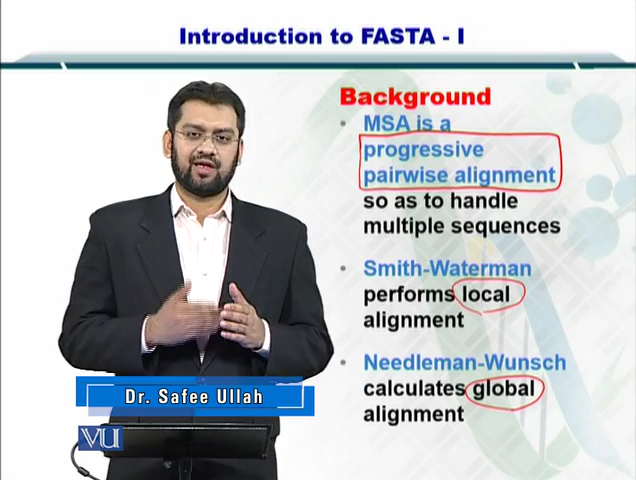 Introduction to FASTA - I
Background
• MSA is a
progressive
pairwise alignment
so as to handle
multiple sequences
• Smith-Waterman
performs local
alignment
• Needleman-Wunsch
calculates global
alignment
Dr. Safee Ullah
VU